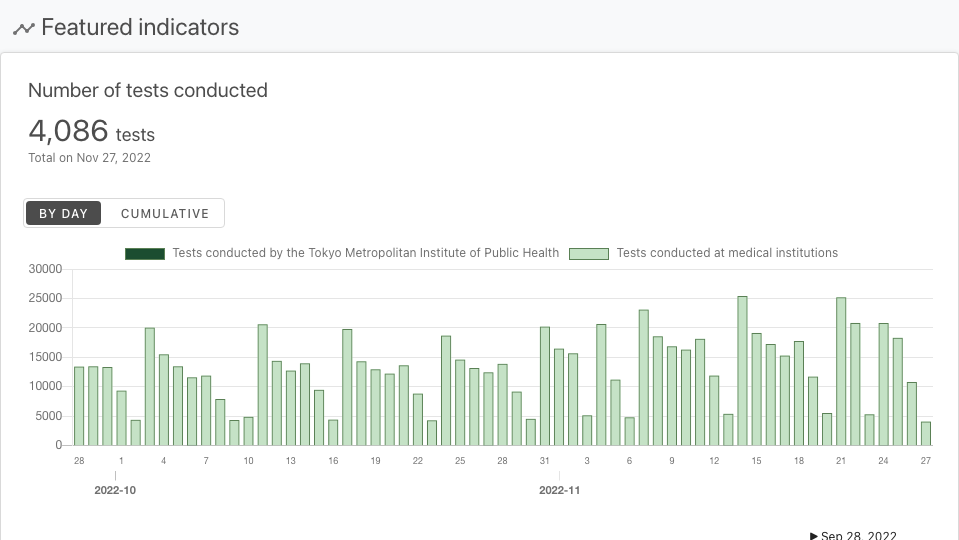 Featured indicators
Number of tests conducted
4,086 tests
Total on Nov 27, 2022
BY DAY CUMULATIVE
Tests conducted by the Tokyo Metropolitan Institute of Public Health Tests conducted at medical institutions
30000
25000
20000
15000
10000
5000
0
28 1 4 7 10 13 16 19 22 25 28 31 3 6 9 12 15 18 21 24 27
2022-10 2022-11
Sep 28, 2022